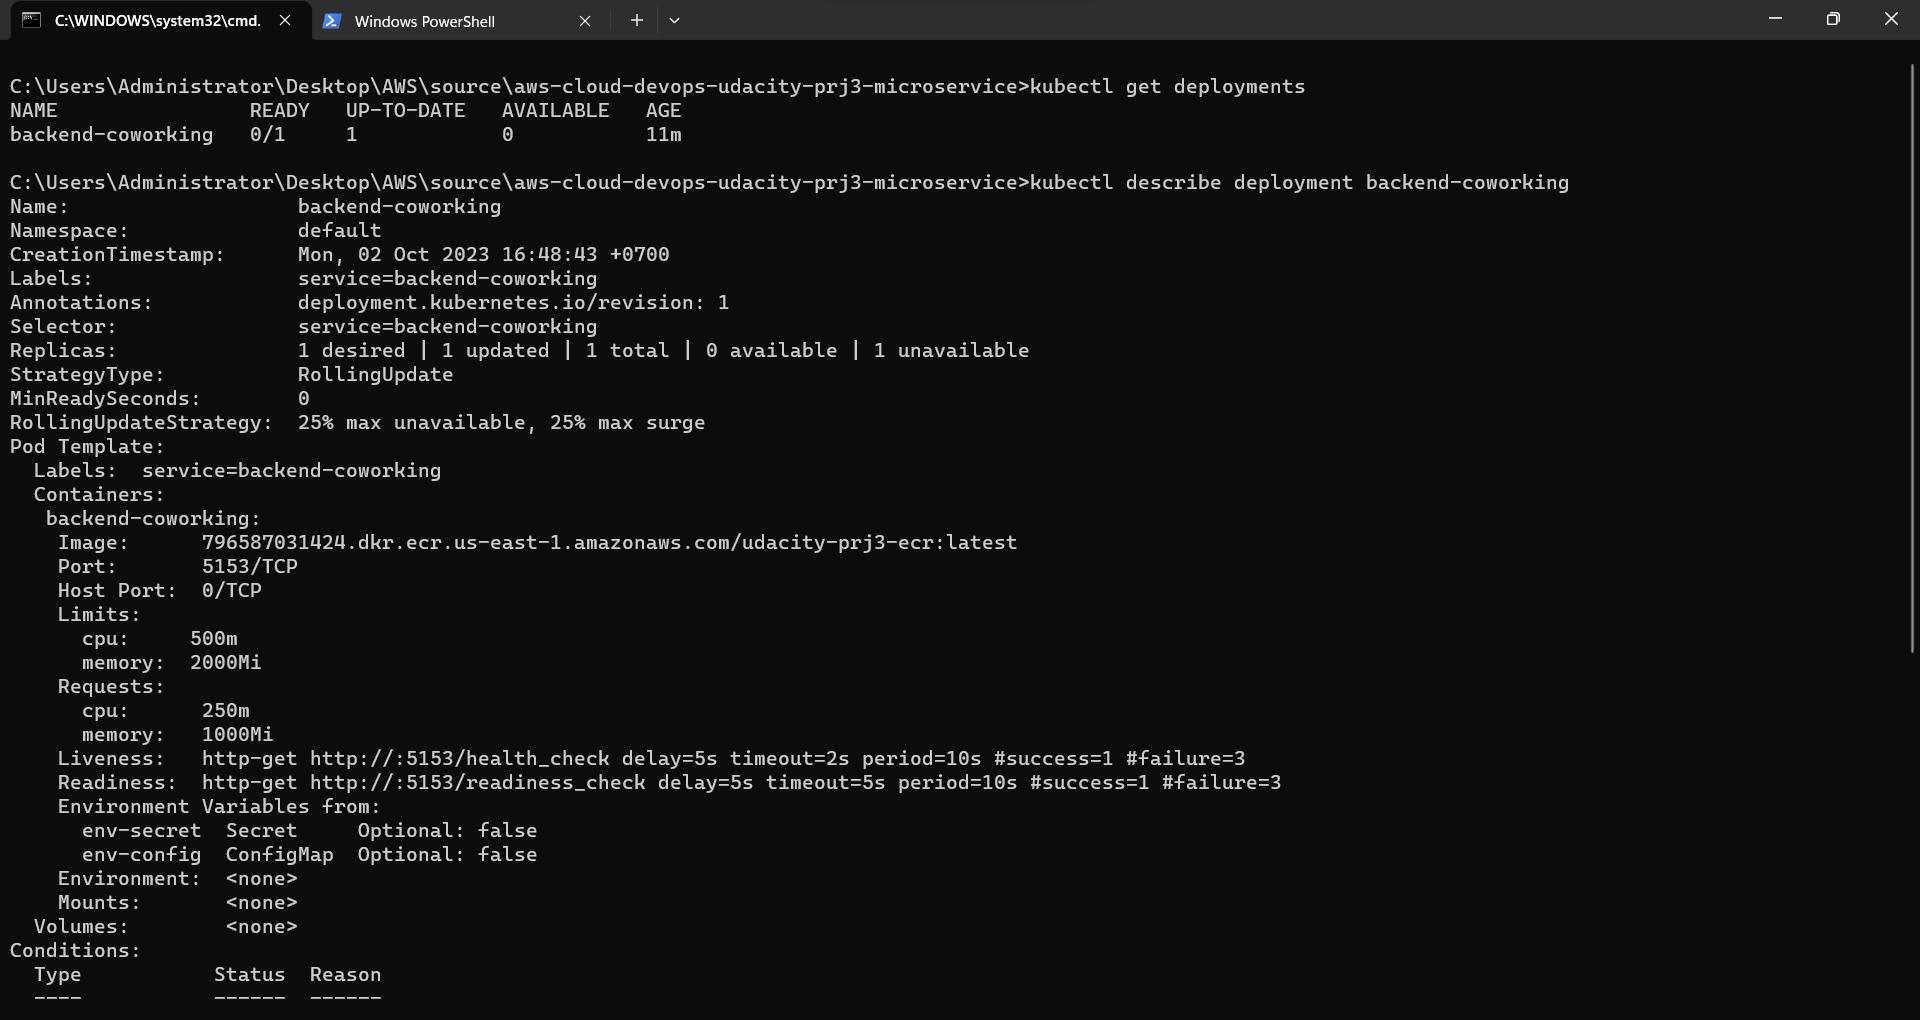 C:\WINDOWS\system32\cmd.
Windows PowerShell
C:\Users\Administrator\Desktop\AWS\source\aws-cloud-devops-udacity-prj3-microservice>kubectl get deployments
NAME                READY   UP-TO-DATE   AVAILABLE   AGE
backend-coworking   0/1     1            0           11m
C:\Users\Administrator\Desktop\AWS\source\aws-cloud-devops-udacity-prj3-microservice>kubectl describe deployment backend-coworking
Name:                   backend-coworking
Namespace:              default
CreationTimestamp:      Mon, 02 Oct 2023 16:48:43 +0700
Labels:                 service=backend-coworking
Annotations:            deployment.kubernetes.io/revision: 1
Selector:               service=backend-coworking
Replicas:               1 desired | 1 updated | 1 total | 0 available | 1 unavailable
StrategyType:           RollingUpdate
MinReadySeconds:        0
RollingUpdateStrategy:  25% max unavailable, 25% max surge
Pod Template:
  Labels:  service=backend-coworking
  Containers:
   backend-coworking:
    Image:      796587031424.dkr.ecr.us-east-1.amazonaws.com/udacity-prj3-ecr:latest
    Port:       5153/TCP
    Host Port:  0/TCP
    Limits:
      cpu:     500m
      memory:  2000Mi
    Requests:
      cpu:      250m
      memory:   1000Mi
    Liveness:   http-get http://:5153/health_check delay=5s timeout=2s period=10s #success=1 #failure=3
    Readiness:  http-get http://:5153/readiness_check delay=5s timeout=5s period=10s #success=1 #failure=3
    Environment Variables from:
      env-secret  Secret     Optional: false
      env-config  ConfigMap  Optional: false
    Environment:  <none>
    Mounts:       <none>
  Volumes:        <none>
Conditions:
  Type           Status  Reason
  ----           ------  ------